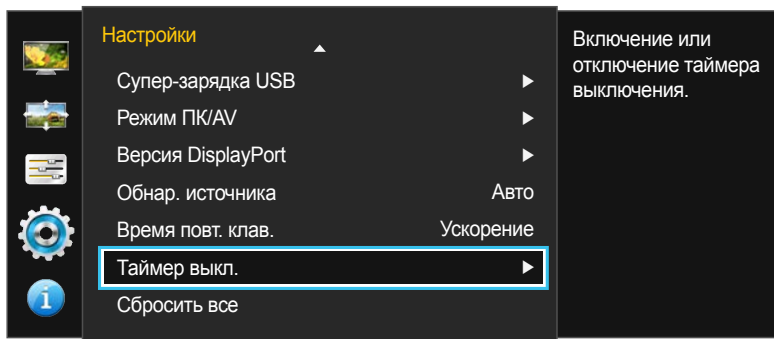 Настройки
Супер-зарядка USB
Режим ПК/AV
Версия DisplayPort
Обнар. источника Авто
Время повт. клав. Ускорение
Таймер выкл.
Сбросить все
Включение или
отключение таймера
выключения.